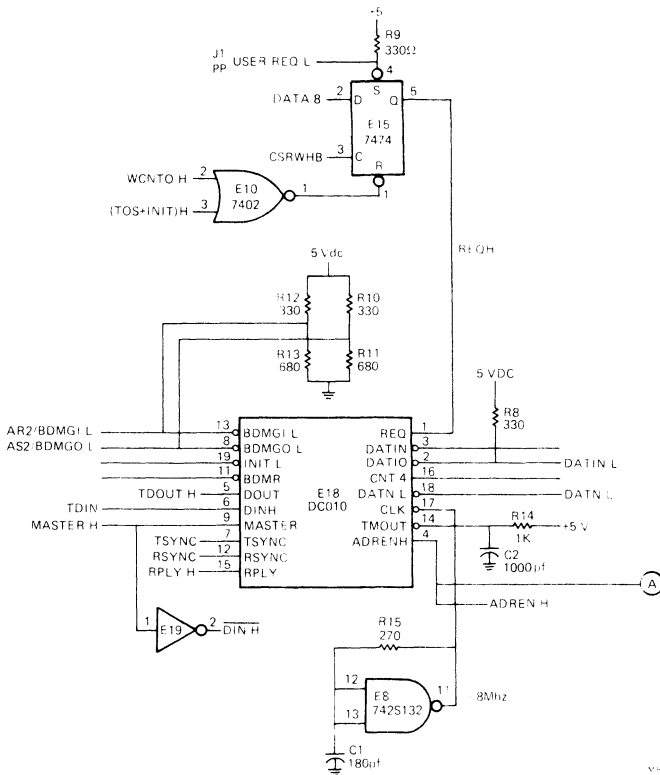 +5
R9
330Ω
J1
PP
USER REQ L
4
S
DATA 8
2
D
Q
5
E15
7474
CSRWHB
3
C
R
1
WCNTO H
2
E10
7402
1
(TOS+INIT)H
3
REQH
5 Vdc
R12
330
R10
330
R13
680
R11
680
5 VDC
R8
330
AR2/BDMGI L
13
BDMGI L
REQ
1
AS2/BDMGO L
8
BDMGO L
DATIN
3
19
INIT L
DATIO
2
DATIN L
11
BDMR
CNT 4
16
TDOUT H
5
DOUT
E18
DC010
DATN L
18
DATN L
TDIN
6
DINH
CLK
17
MASTER H
9
MASTER
TMOUT
14
R14
1K
+5 V
TSYNC
7
TSYNC
ADRENH
4
RSYNC
12
RSYNC
C2
1000pf
RPLY H
15
RPLY
A
ADREN H
1
E19
2
DIN H
R15
270
12
E8
742S132
11
8Mhz
13
C1
180pf